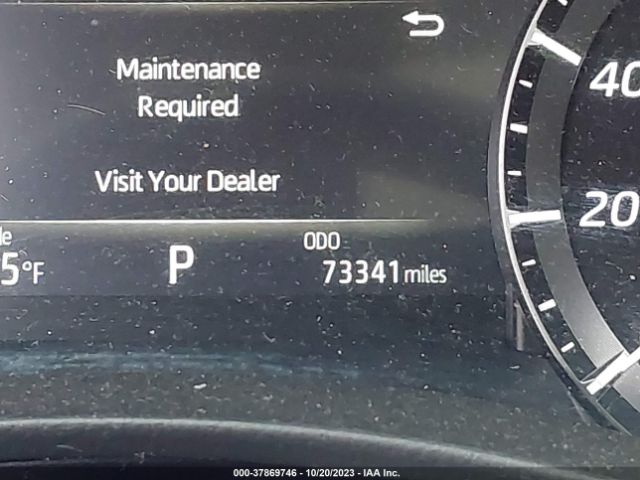 Maintenance
Required
Visit Your Dealer
40
20
ODO
5°F
P
73341 miles
000-37869746 - 10/20/2023 - IAA Inc.